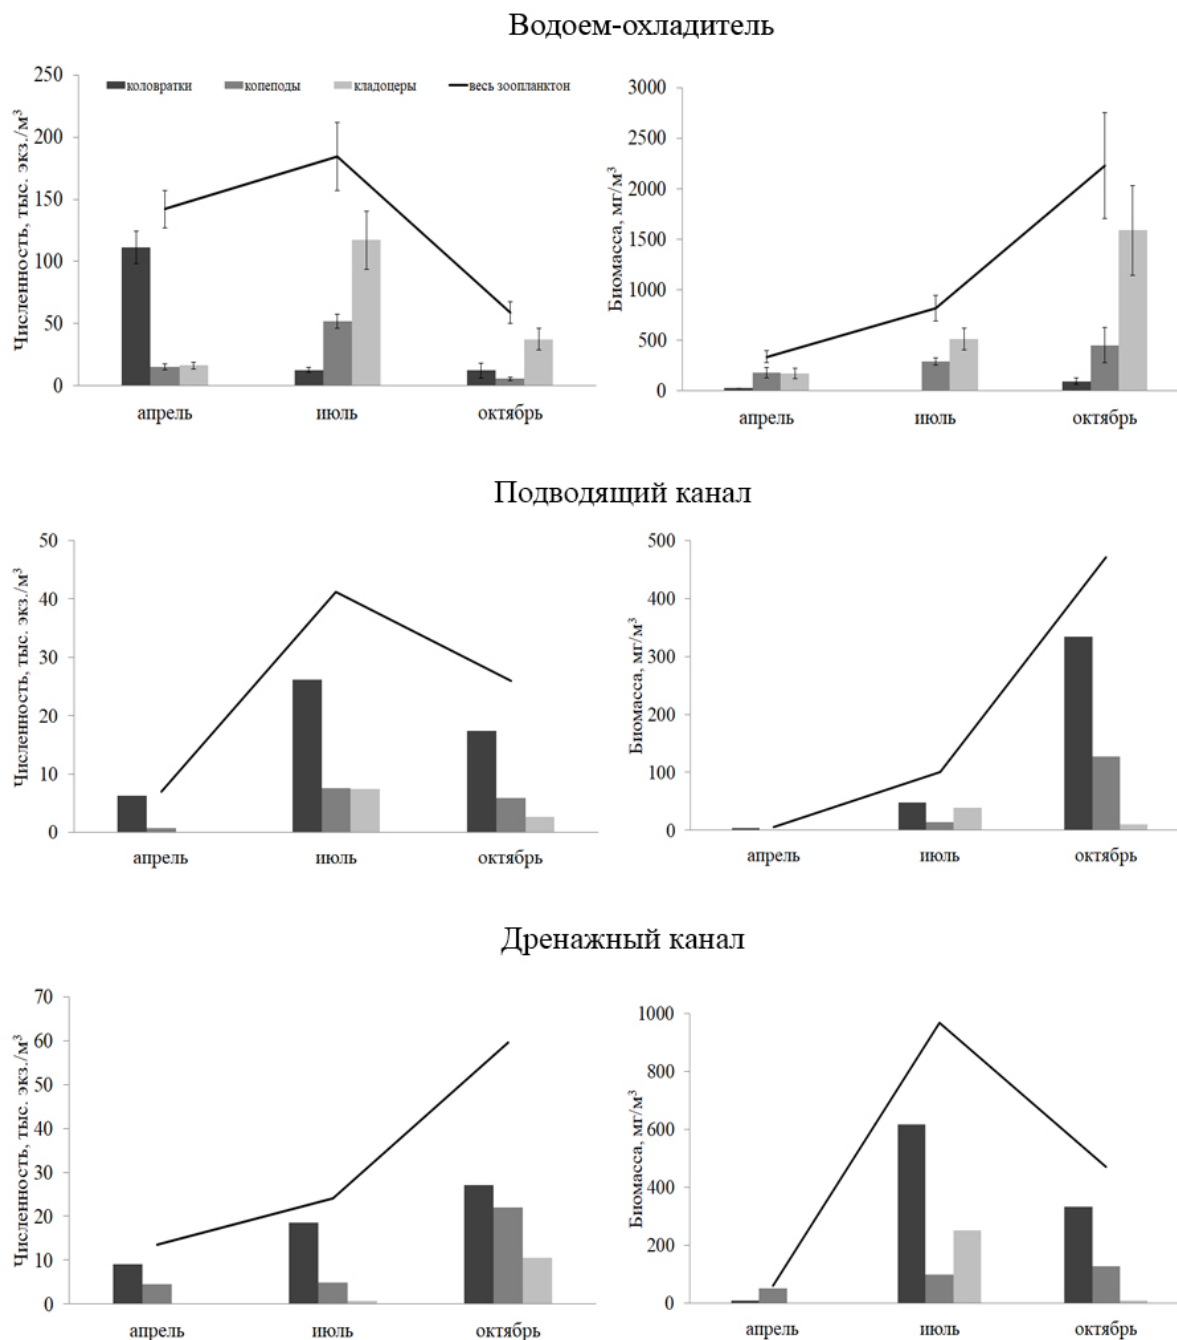 Водоем-охладитель
Численность, тыс. экз./м³
250
200
150
100
50
0
коловратки копеподы кладоцеры весь зоопланктон
апрель июль октябрь
Биомасса, мг/м³
3000
2500
2000
1500
1000
500
0
апрель июль октябрь
Подводящий канал
Численность, тыс. экз./м³
50
40
30
20
10
0
апрель июль октябрь
Биомасса, мг/м³
500
400
300
200
100
0
апрель июль октябрь
Дренажный канал
Численность, тыс. экз./м³
70
60
50
40
30
20
10
0
апрель июль октябрь
Биомасса, мг/м³
1000
800
600
400
200
0
апрель июль октябрь